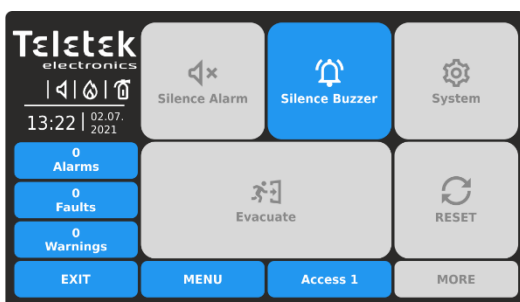 Teletek
electronics
13:22 02.07.
2021
Silence Alarm
Silence Buzzer
System
0
Alarms
0
Faults
0
Warnings
Evacuate
RESET
EXIT
MENU
Access 1
MORE